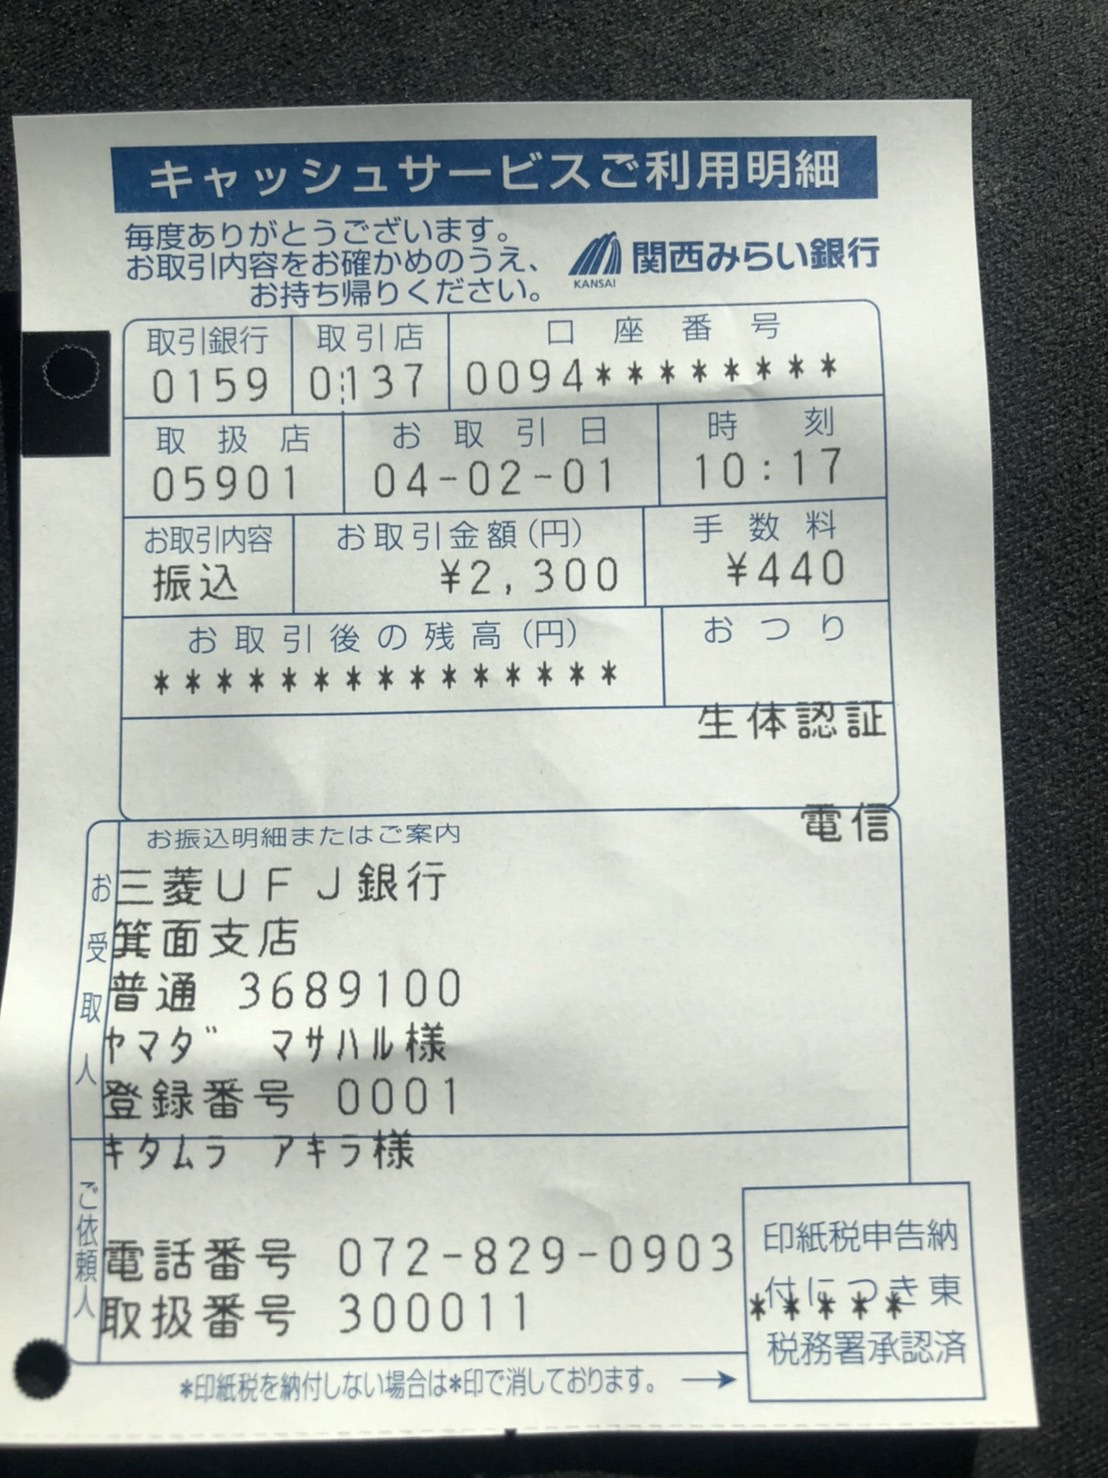 キャッシュサービスご利用明細
毎度ありがとうございます。
お取引内容をお確かめのうえ、
お持ち帰りください。
関西みらい銀行
KANSAI
取引銀行 取引店 口座番号
0159 0137 0094********
取扱店 お取引日 時刻
05901 04-02-01 10:17
お取引内容 お取引金額(円) 手数料
振込 ¥2,300 ¥440
お取引後の残高(円) おつり
***************
生体認証
電信
お振込明細またはご案内
お受取人
三菱UFJ銀行
箕面支店
普通 3689100
ヤマダ マサハル様
登録番号 0001
ご依頼人
キタムラ アキラ様
電話番号 072-829-0903
取扱番号 300011
印紙税申告納
付につき東
*****
税務署承認済
*印紙税を納付しない場合は*印で消しております。 →